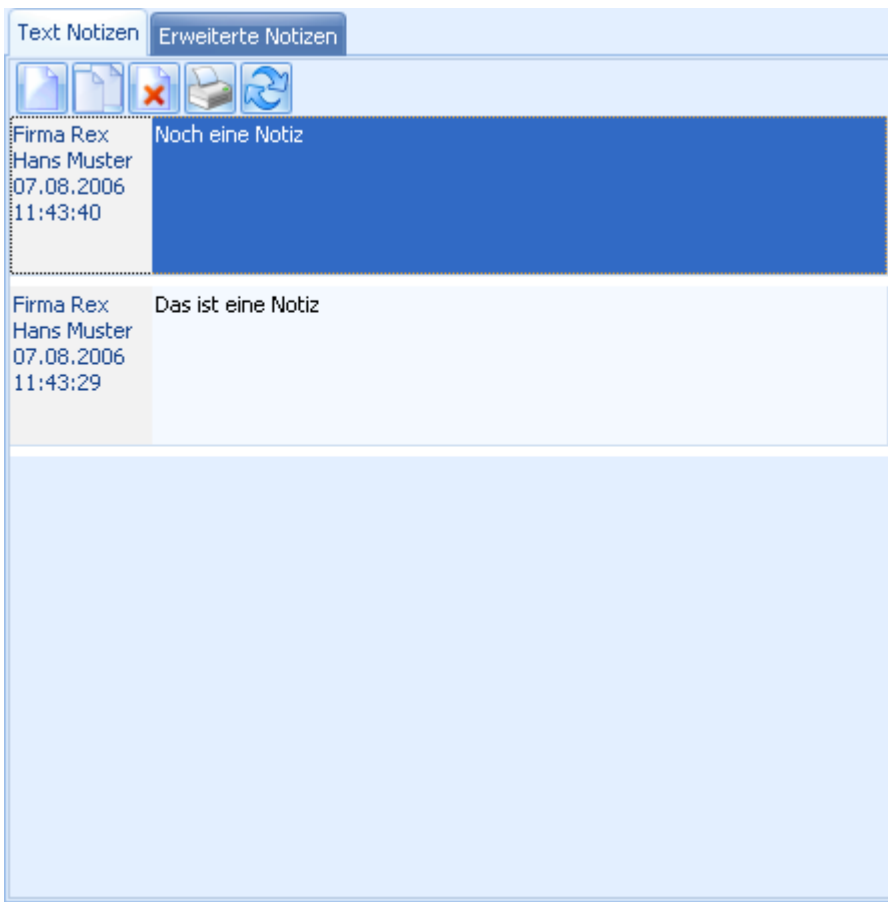 Text Notizen Erweiterte Notizen
Firma Rex Noch eine Notiz
Hans Muster
07.08.2006
11:43:40
Firma Rex Das ist eine Notiz
Hans Muster
07.08.2006
11:43:29